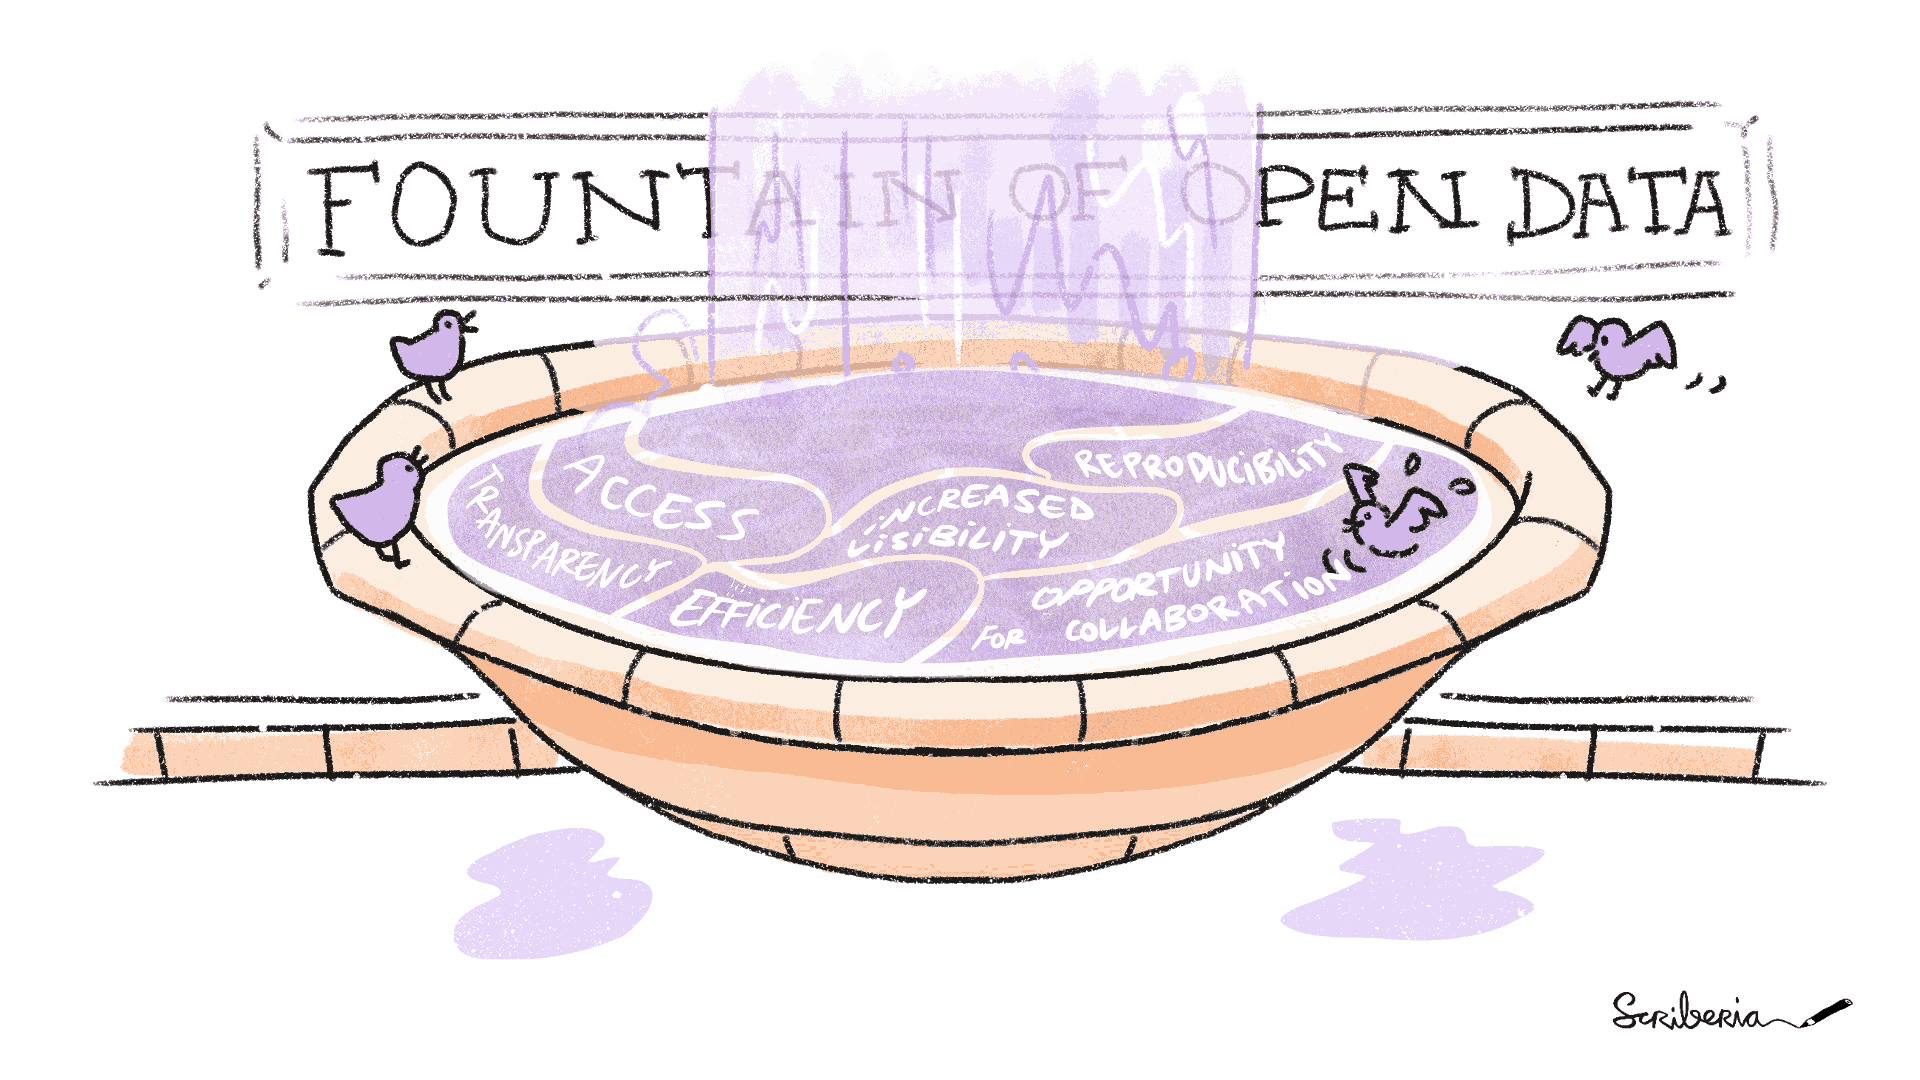 FOUNTAIN OF OPEN DATA
ACCESS
TRANSPARENCY
INCREASED
VISIBILITY
REPRODUCIBILITY
EFFICIENCY
OPPORTUNITY
FOR COLLABORATION
Scriberia